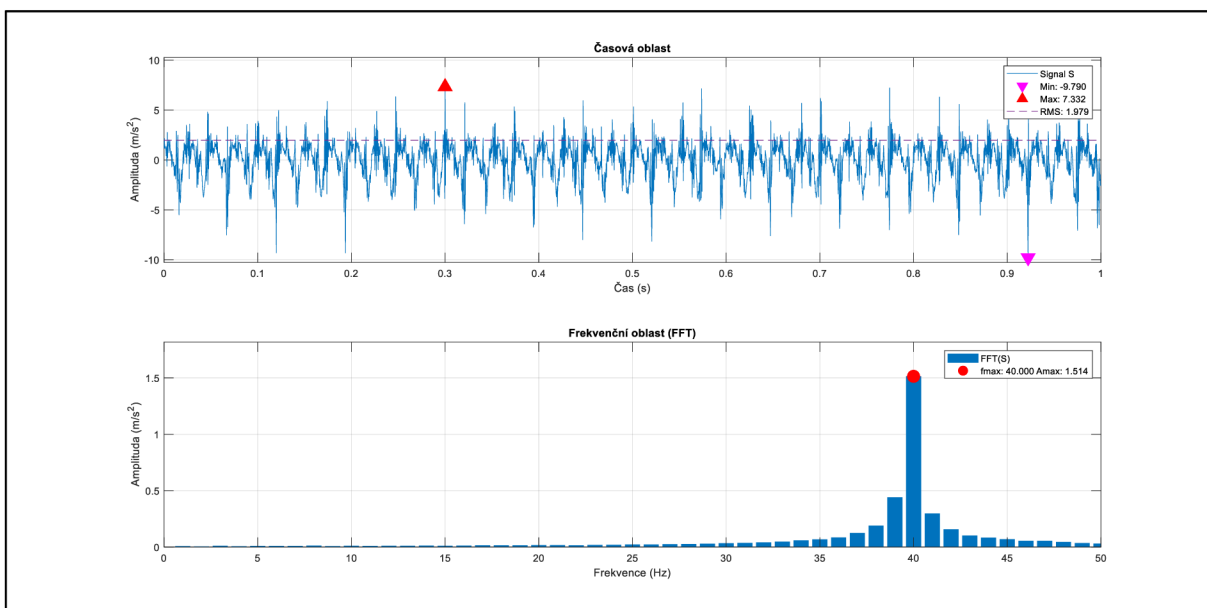 Časová oblast
10
5
0
-5
-10
Amplituda (m/s²)
Signal S
Min: -9.790
Max: 7.332
RMS: 1.979
0 0.1 0.2 0.3 0.4 0.5 0.6 0.7 0.8 0.9 1
Čas (s)
Frekvenční oblast (FFT)
1.5
1
0.5
0
Amplituda (m/s²)
FFT(S)
fmax: 40.000 Amax: 1.514
0 5 10 15 20 25 30 35 40 45 50
Frekvence (Hz)